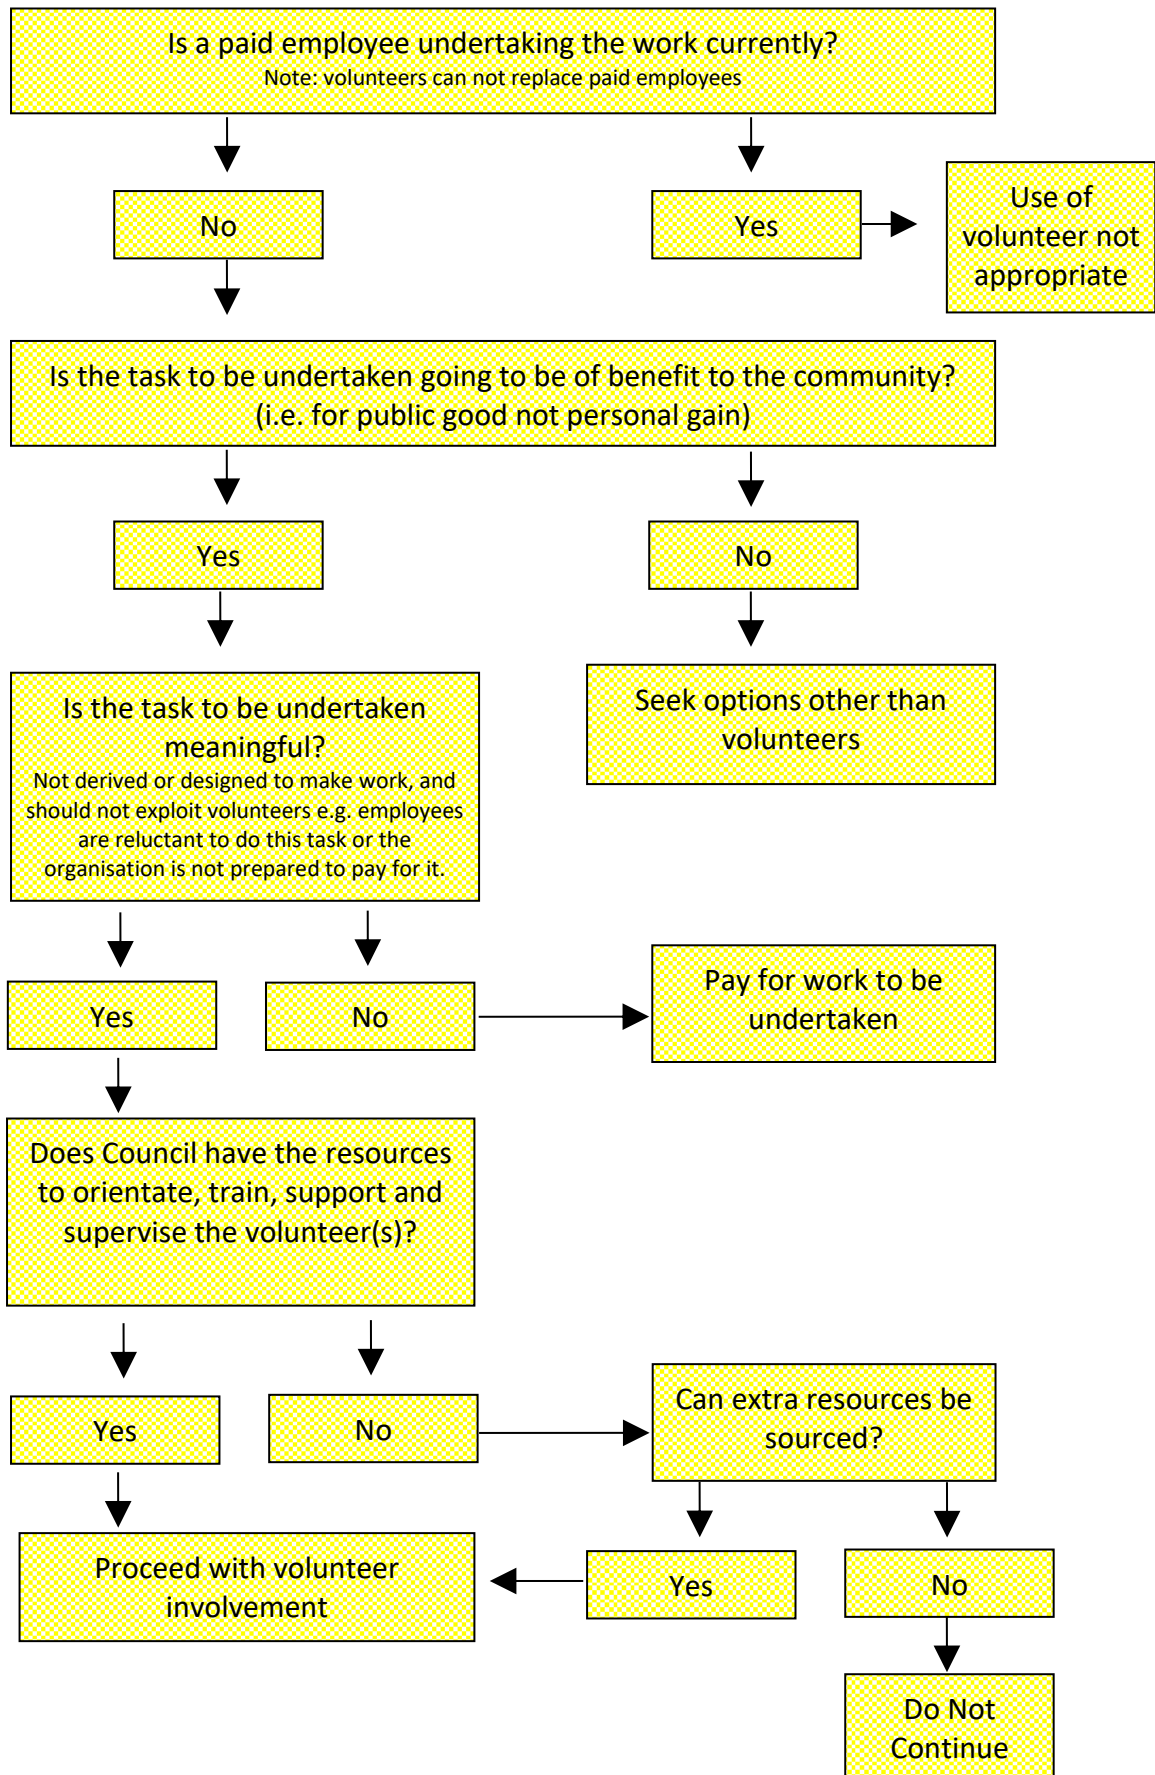 Is a paid employee undertaking the work currently?
Note: volunteers can not replace paid employees
No
Yes
Use of
volunteer not
appropriate
Is the task to be undertaken going to be of benefit to the community?
(i.e. for public good not personal gain)
Yes
No
Is the task to be undertaken
meaningful?
Not derived or designed to make work, and
should not exploit volunteers e.g. employees
are reluctant to do this task or the
organisation is not prepared to pay for it.
Seek options other than
volunteers
Yes
No
Pay for work to be
undertaken
Does Council have the resources
to orientate, train, support and
supervise the volunteer(s)?
Yes
No
Can extra resources be
sourced?
Proceed with volunteer
involvement
Yes
No
Do Not
Continue